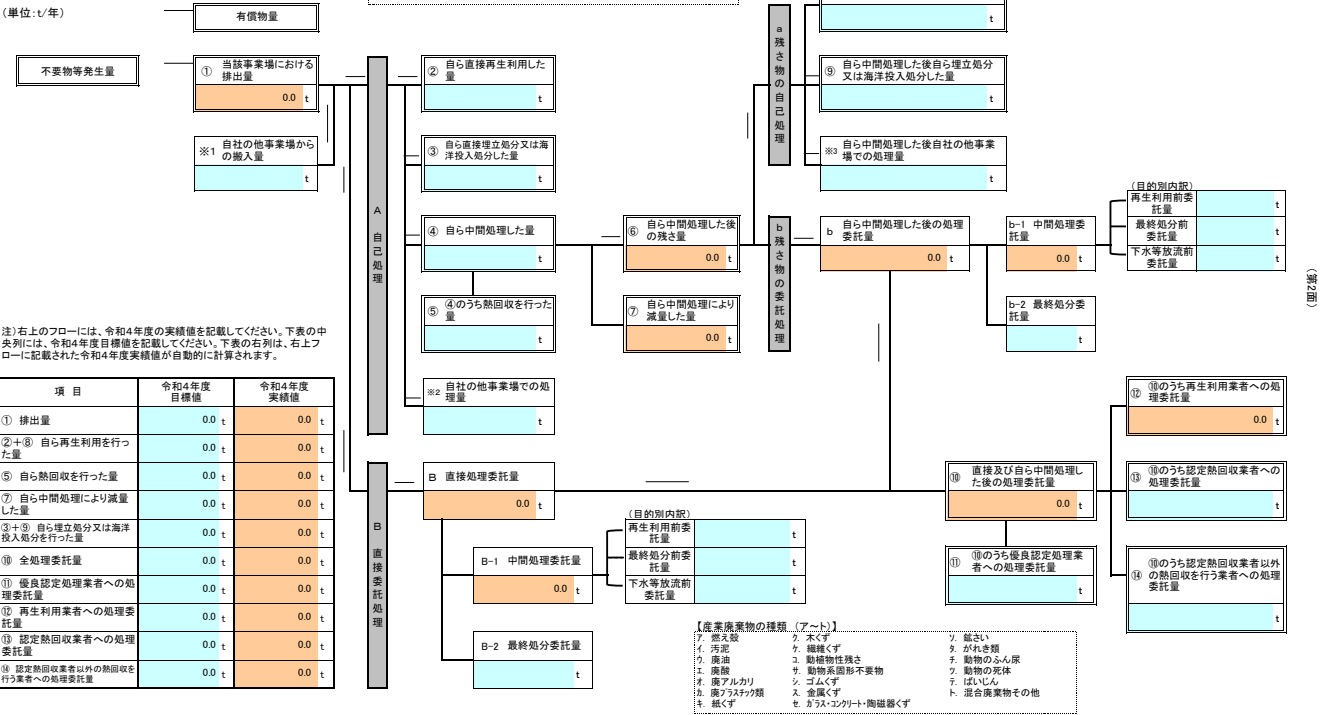 (単位:t/年)
有償物量
不要物等発生量
① 当該事業場における
排出量
0.0 t
※1 自社の他事業場から
の搬入量
t
A 自己処理
② 自ら直接再生利用した
量
t
③ 自ら直接埋立処分又は海
洋投入処分した量
t
④ 自ら中間処理した量
t
⑤ ④のうち熱回収を行った
量
t
※2 自社の他事業場での処
理量
t
⑥ 自ら中間処理した後
の残さ量
0.0 t
⑦ 自ら中間処理により
減量した量
0.0 t
a 残さ物の自己処理
t
⑨ 自ら中間処理した後自ら埋立処分
又は海洋投入処分した量
t
※3 自ら中間処理した後自社の他事業
場での処理量
t
b 残さ物の委託処理
b 自ら中間処理した後の処理
委託量
0.0 t
b-1 中間処理委
託量
0.0 t
b-2 最終処分委
託量
t
(目的別内訳)
再生利用前委
託量
t
最終処分前
委託量
t
下水等放流前
委託量
t
(第2面)
注)右上のフローには、令和4年度の実績値を記載してください。下表の中
央列には、令和4年度目標値を記載してください。下表の右列は、右上フ
ローに記載された令和4年度実績値が自動的に計算されます。
項 目 令和4年度
目標値 令和4年度
実績値
① 排出量 0.0 t 0.0 t
②+⑧ 自ら再生利用を行っ
た量 0.0 t 0.0 t
⑤ 自ら熱回収を行った量 0.0 t 0.0 t
⑦ 自ら中間処理により減量
した量 0.0 t 0.0 t
③+⑨ 自ら埋立処分又は海洋
投入処分を行った量 0.0 t 0.0 t
⑩ 全処理委託量 0.0 t 0.0 t
⑪ 優良認定処理業者への処
理委託量 0.0 t 0.0 t
⑫ 再生利用業者への処理委
託量 0.0 t 0.0 t
⑬ 認定熱回収業者への処理
委託量 0.0 t 0.0 t
⑭ 認定熱回収業者以外の熱回収を
行う業者への処理委託量 0.0 t 0.0 t
B 直接委託処理
B 直接処理委託量
0.0 t
B-1 中間処理委託量
0.0 t
B-2 最終処分委託量
t
(目的別内訳)
再生利用前委
託量
t
最終処分前委
託量
t
下水等放流前
委託量
t
⑩ 直接及び自ら中間処理し
た後の処理委託量
0.0 t
⑪ ⑩のうち優良認定処理業
者への処理委託量
t
⑫ ⑩のうち再生利用業者への処
理委託量
0.0 t
⑬ ⑩のうち認定熱回収業者への
処理委託量
t
⑭ ⑩のうち認定熱回収業者以外
の熱回収を行う業者への処理
委託量
t
【産業廃棄物の種類 (ア~ト)】
ア. 燃え殻 ク. 木くず ソ. 鉱さい
イ. 汚泥 ケ. 繊維くず タ. がれき類
ウ. 廃油 コ. 動植物性残さ チ. 動物のふん尿
エ. 廃酸 サ. 動物系固形不要物 ツ. 動物の死体
オ. 廃アルカリ シ. ゴムくず テ. ばいじん
カ. 廃プラスチック類 ス. 金属くず ト. 混合廃棄物その他
キ. 紙くず セ. ガラス・コンクリート・陶磁器くず